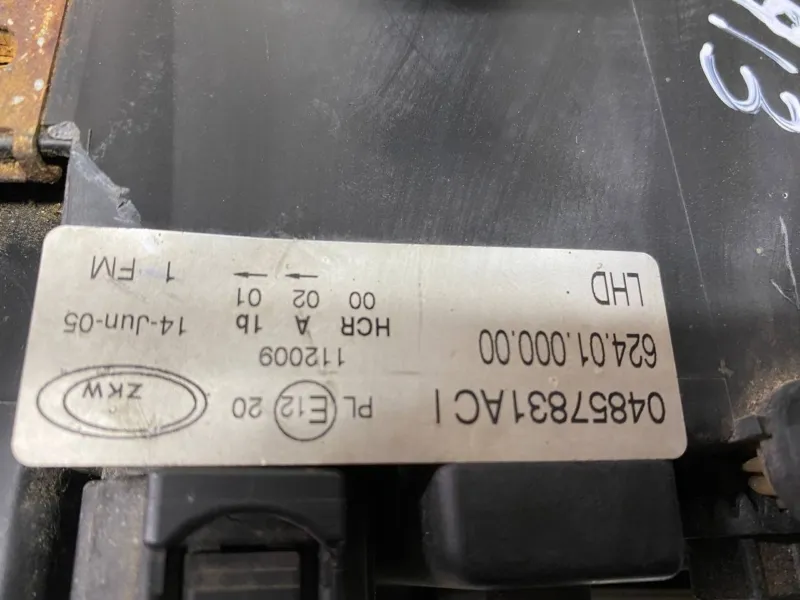 04857831AC I
PL E12 20
ZKW
624.01.000.00
112009
HCR A 1b
14-Jun-05
00 02 01
LHD
← ←
1 FM